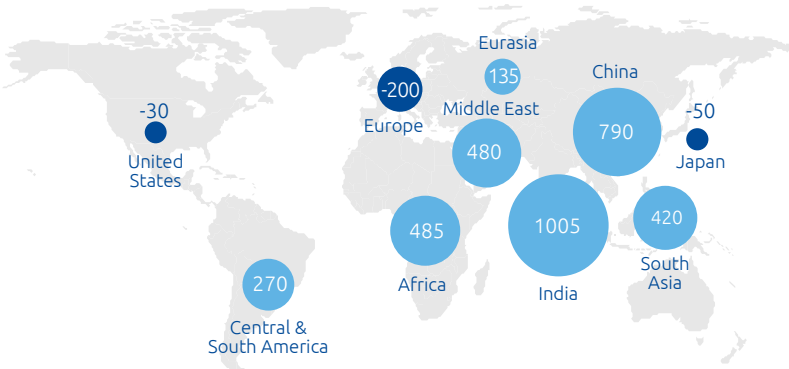 Eurasia
135
China
790
-30
United
States
-200
Europe
Middle East
480
-50
Japan
485
Africa
1005
India
420
South
Asia
270
Central &
South America